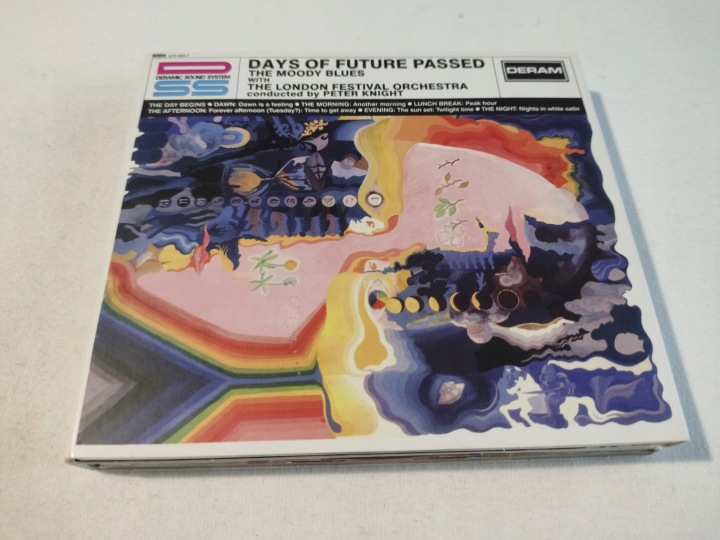 DSS
DERAMIC SOUND SYSTEM
DAYS OF FUTURE PASSED
THE MOODY BLUES
WITH
THE LONDON FESTIVAL ORCHESTRA
conducted by PETER KNIGHT
DERAM
THE DAY BEGINS ● DAWN: Dawn is a feeling ● THE MORNING: Another morning ● LUNCH BREAK: Peak hour
THE AFTERNOON: Forever afternoon (Tuesday?): Time to get away ● EVENING: The sun set: Twilight time ● THE NIGHT: Nights in white satin